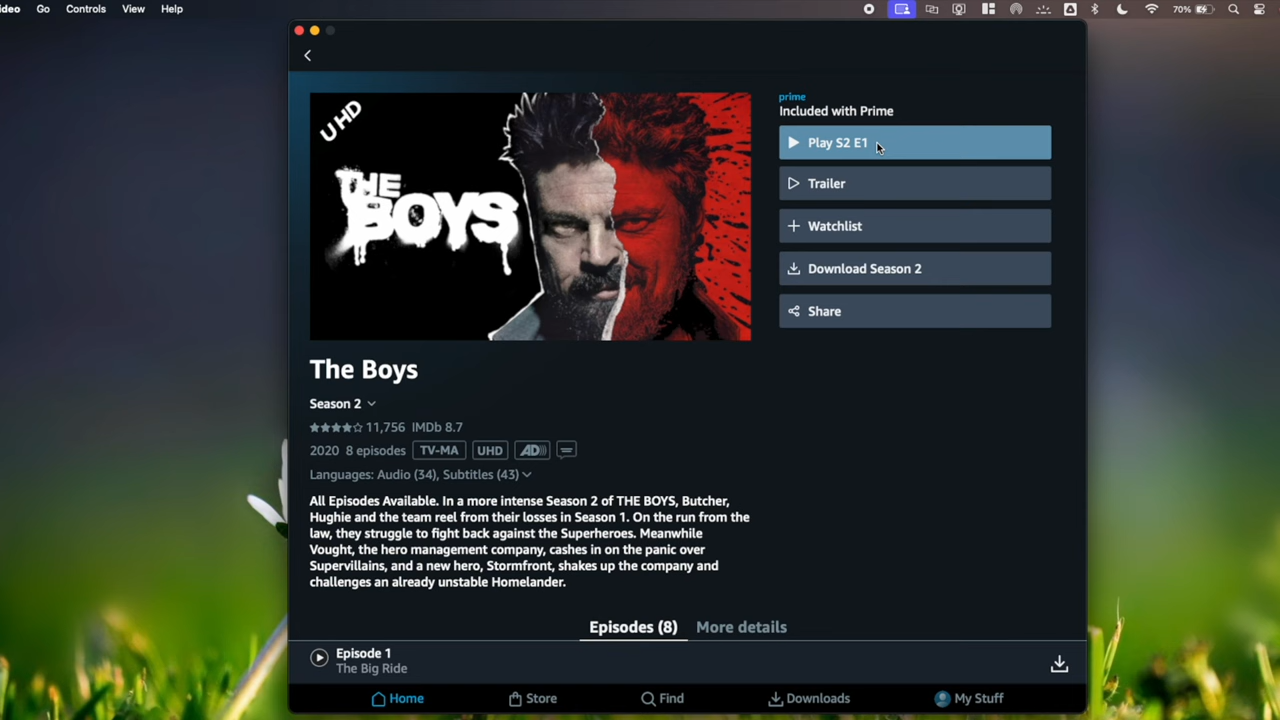 deo Go Controls View Help
70%
UHD
THE
BOYS
prime
Included with Prime
Play S2 E1
Trailer
Watchlist
Download Season 2
Share
The Boys
Season 2
11,756 IMDb 8.7
2020 8 episodes TV-MA UHD AD
Languages: Audio (34), Subtitles (43)
All Episodes Available. In a more intense Season 2 of THE BOYS, Butcher,
Hughie and the team reel from their losses in Season 1. On the run from the
law, they struggle to fight back against the Superheroes. Meanwhile
Vought, the hero management company, cashes in on the panic over
Supervillains, and a new hero, Stormfront, shakes up the company and
challenges an already unstable Homelander.
Episodes (8) More details
Episode 1
The Big Ride
Home Store Find Downloads My Stuff